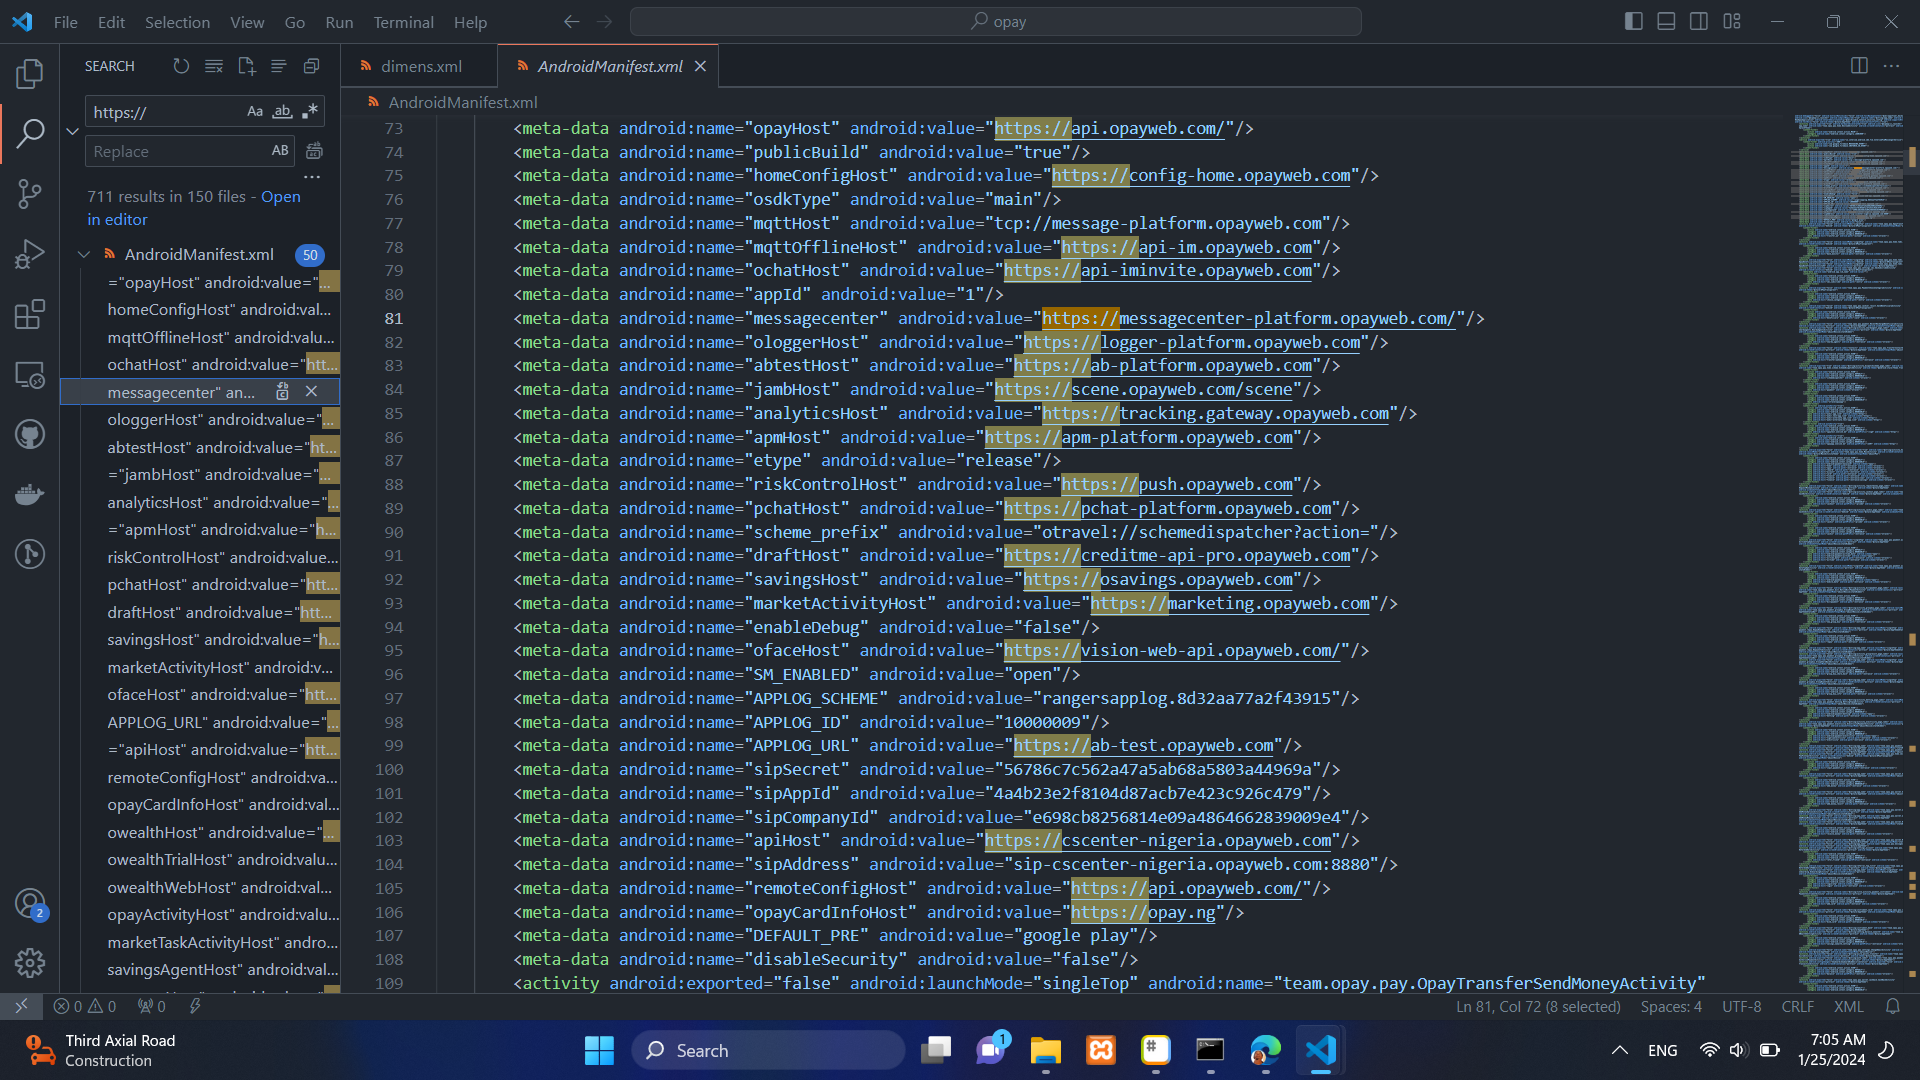 File Edit Selection View Go Run Terminal Help
opay
SEARCH
https://
Aa ab
Replace
AB
711 results in 150 files - Open
in editor
AndroidManifest.xml 50
="opayHost" android:value="...
homeConfigHost" android:val...
mqttOfflineHost" android:valu...
ochatHost" android:value="htt...
messagecenter" an...
ologgerHost" android:value="...
abtestHost" android:value="ht...
="jambHost" android:value="...
analyticsHost" android:value="...
="apmHost" android:value="h...
riskControlHost" android:value...
pchatHost" android:value="htt...
draftHost" android:value="htt...
savingsHost" android:value="h...
marketActivityHost" android:v...
ofaceHost" android:value="htt...
APPLOG_URL" android:value="...
="apiHost" android:value="htt...
remoteConfigHost" android:va...
opayCardInfoHost" android:val...
owealthHost" android:value="...
owealthTrialHost" android:valu...
owealthWebHost" android:val...
opayActivityHost" android:valu...
marketTaskActivityHost" andro...
savingsAgentHost" android:val...
dimens.xml
AndroidManifest.xml
AndroidManifest.xml
73 <meta-data android:name="opayHost" android:value="https://api.opayweb.com/"/>
74 <meta-data android:name="publicBuild" android:value="true"/>
75 <meta-data android:name="homeConfigHost" android:value="https://config-home.opayweb.com"/>
76 <meta-data android:name="osdkType" android:value="main"/>
77 <meta-data android:name="mqttHost" android:value="tcp://message-platform.opayweb.com"/>
78 <meta-data android:name="mqttOfflineHost" android:value="https://api-im.opayweb.com"/>
79 <meta-data android:name="ochatHost" android:value="https://api-iminvite.opayweb.com"/>
80 <meta-data android:name="appId" android:value="1"/>
81 <meta-data android:name="messagecenter" android:value="https://messagecenter-platform.opayweb.com/"/>
82 <meta-data android:name="ologgerHost" android:value="https://logger-platform.opayweb.com"/>
83 <meta-data android:name="abtestHost" android:value="https://ab-platform.opayweb.com"/>
84 <meta-data android:name="jambHost" android:value="https://scene.opayweb.com/scene"/>
85 <meta-data android:name="analyticsHost" android:value="https://tracking.gateway.opayweb.com"/>
86 <meta-data android:name="apmHost" android:value="https://apm-platform.opayweb.com"/>
87 <meta-data android:name="etype" android:value="release"/>
88 <meta-data android:name="riskControlHost" android:value="https://push.opayweb.com"/>
89 <meta-data android:name="pchatHost" android:value="https://pchat-platform.opayweb.com"/>
90 <meta-data android:name="scheme_prefix" android:value="otravel://schemedispatcher?action="/>
91 <meta-data android:name="draftHost" android:value="https://creditme-api-pro.opayweb.com"/>
92 <meta-data android:name="savingsHost" android:value="https://osavings.opayweb.com"/>
93 <meta-data android:name="marketActivityHost" android:value="https://marketing.opayweb.com"/>
94 <meta-data android:name="enableDebug" android:value="false"/>
95 <meta-data android:name="ofaceHost" android:value="https://vision-web-api.opayweb.com/"/>
96 <meta-data android:name="SM_ENABLED" android:value="open"/>
97 <meta-data android:name="APPLOG_SCHEME" android:value="rangersapplog.8d32aa77a2f43915"/>
98 <meta-data android:name="APPLOG_ID" android:value="10000009"/>
99 <meta-data android:name="APPLOG_URL" android:value="https://ab-test.opayweb.com"/>
100 <meta-data android:name="sipSecret" android:value="56786c7c562a47a5ab68a5803a44969a"/>
101 <meta-data android:name="sipAppId" android:value="4a4b23e2f8104d87acb7e423c926c479"/>
102 <meta-data android:name="sipCompanyId" android:value="e698cb8256814e09a4864662839009e4"/>
103 <meta-data android:name="apiHost" android:value="https://cscenter-nigeria.opayweb.com"/>
104 <meta-data android:name="sipAddress" android:value="sip-cscenter-nigeria.opayweb.com:8880"/>
105 <meta-data android:name="remoteConfigHost" android:value="https://api.opayweb.com/"/>
106 <meta-data android:name="opayCardInfoHost" android:value="https://opay.ng"/>
107 <meta-data android:name="DEFAULT_PRE" android:value="google play"/>
108 <meta-data android:name="disableSecurity" android:value="false"/>
109 <activity android:exported="false" android:launchMode="singleTop" android:name="team.opay.pay.OpayTransferSendMoneyActivity"
2
0 0 0
Ln 81, Col 72 (8 selected) Spaces: 4 UTF-8 CRLF XML
Third Axial Road
Construction
Search
1
ENG
7:05 AM
1/25/2024